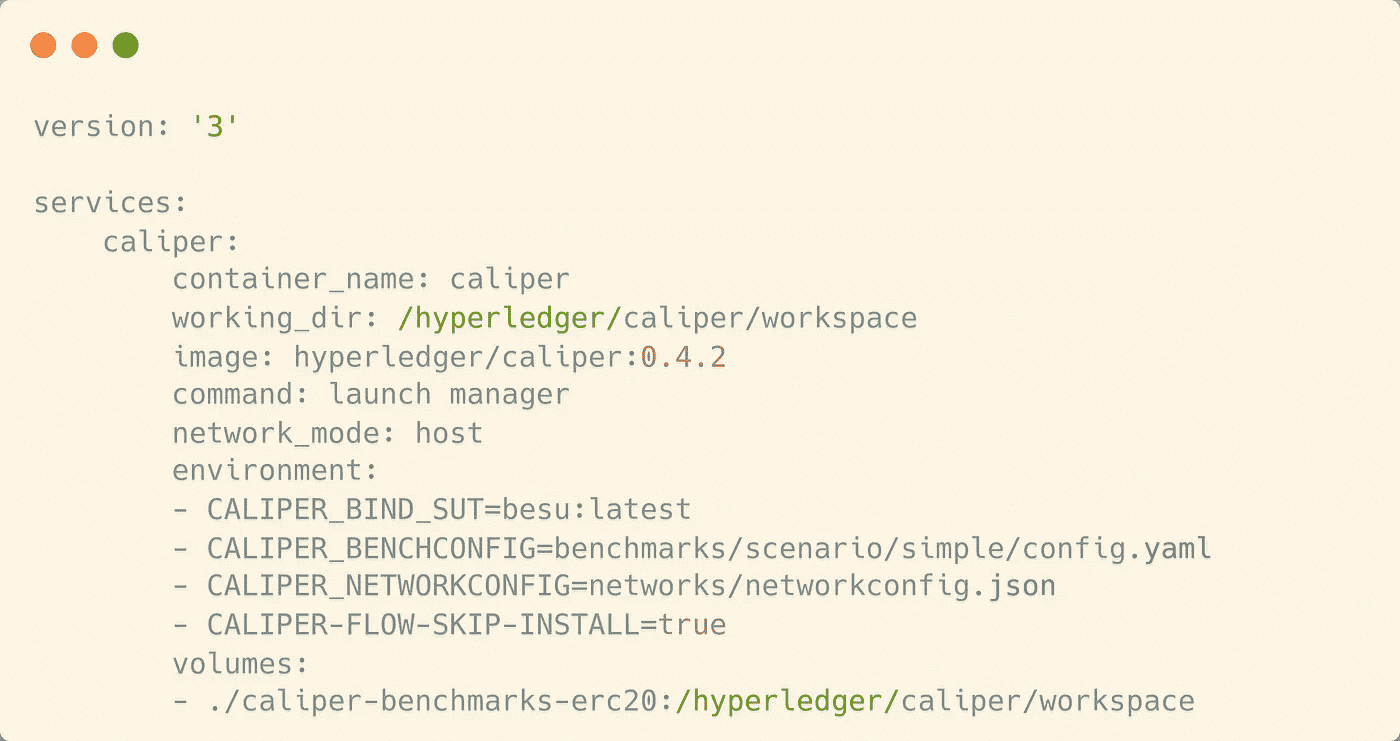 version: '3'
services:
caliper:
container_name: caliper
working_dir: /hyperledger/caliper/workspace
image: hyperledger/caliper:0.4.2
command: launch manager
network_mode: host
environment:
- CALIPER_BIND_SUT=besu:latest
- CALIPER_BENCHCONFIG=benchmarks/scenario/simple/config.yaml
- CALIPER_NETWORKCONFIG=networks/networkconfig.json
- CALIPER-FLOW-SKIP-INSTALL=true
volumes:
- ./caliper-benchmarks-erc20:/hyperledger/caliper/workspace